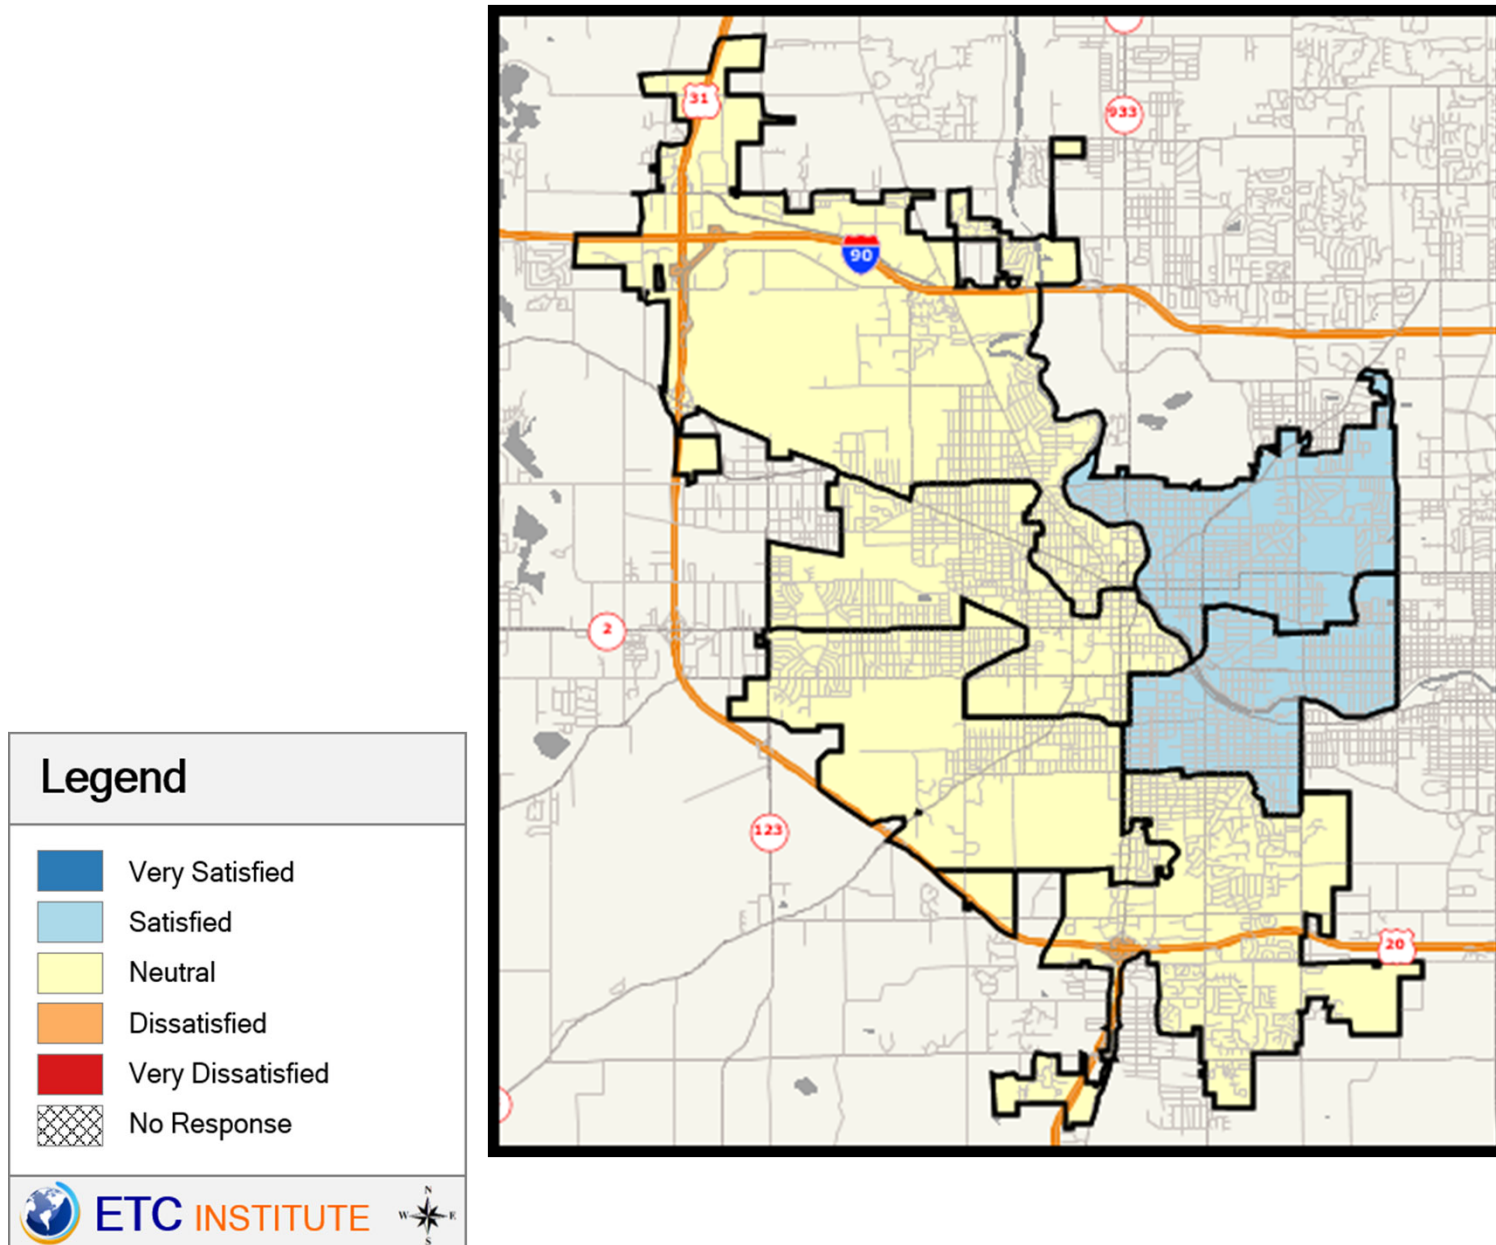 31
933
90
2
123
20
Legend
Very Satisfied
Satisfied
Neutral
Dissatisfied
Very Dissatisfied
No Response
ETC INSTITUTE
N
W E
S